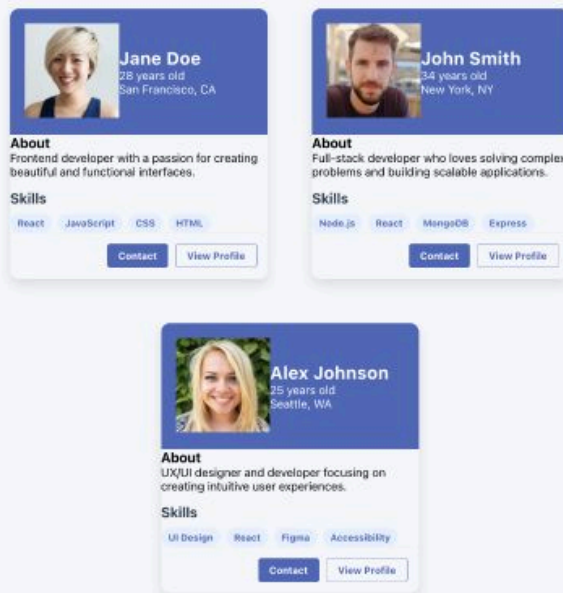 Jane Doe
28 years old
San Francisco, CA
About
Frontend developer with a passion for creating
beautiful and functional interfaces.
Skills
React JavaScript CSS HTML
Contact View Profile
John Smith
34 years old
New York, NY
About
Full-stack developer who loves solving complex
problems and building scalable applications.
Skills
Node.js React MongoDB Express
Contact View Profile
Alex Johnson
25 years old
Seattle, WA
About
UX/UI designer and developer focusing on
creating intuitive user experiences.
Skills
UI Design React Figma Accessibility
Contact View Profile